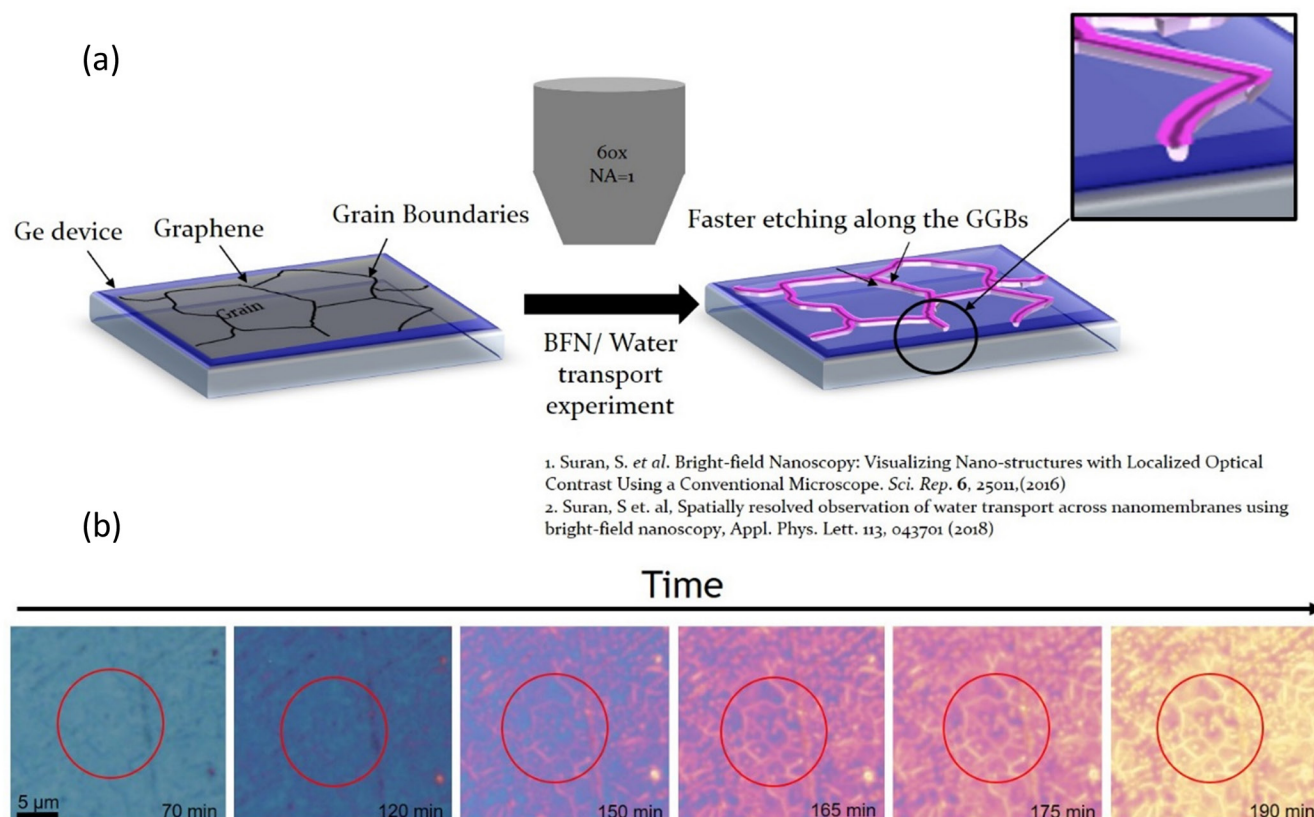 (a)
60x
NA=1
Ge device
Graphene
Grain Boundaries
Grain
BFN/ Water
transport
experiment
Faster etching along the GGBs
1. Suran, S. et al. Bright-field Nanoscopy: Visualizing Nano-structures with Localized Optical
Contrast Using a Conventional Microscope. Sci. Rep. 6, 25011,(2016)
2. Suran, S et. al, Spatially resolved observation of water transport across nanomembranes using
bright-field nanoscopy, Appl. Phys. Lett. 113, 043701 (2018)
(b)
Time
5 µm
70 min
120 min
150 min
165 min
175 min
190 min